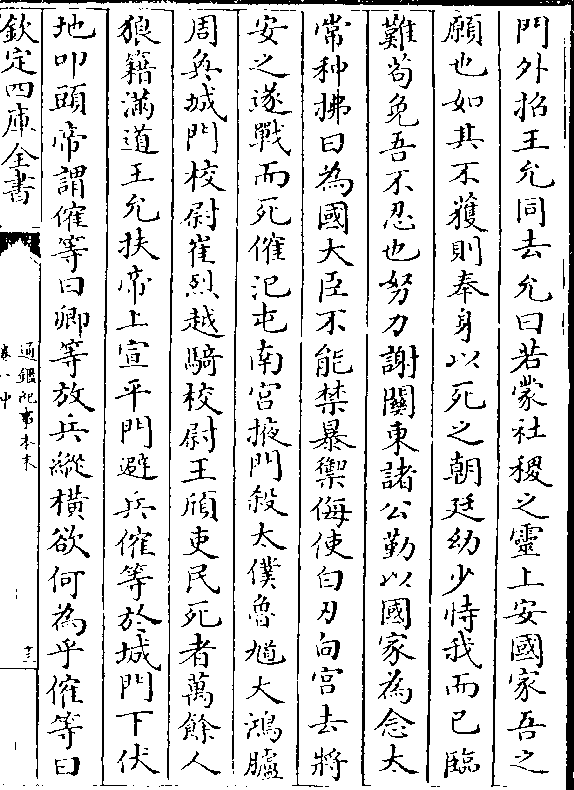 門外招王允同去允曰若蒙社稷之靈上安國家吾之
願也如其不獲則奉身以死之朝廷幼少恃我而已臨
難苟免吾不忍也努力謝關東諸公勤以國家為念太
常种拂曰為國大臣不能禁暴禦侮使白刃向宫去將
安之遂戰而死傕汜屯南宫掖門殺太僕魯馗大鴻臚
周奐城門校尉崔烈越騎校尉王頎吏民死者萬餘人
狼籍滿道王允扶帝上宣平門避兵傕等於城門下伏
地叩頭帝謂傕等曰卿等放兵縱横欲何為乎傕等曰
欽定四庫全書
通鑑紀事本末
卷八中